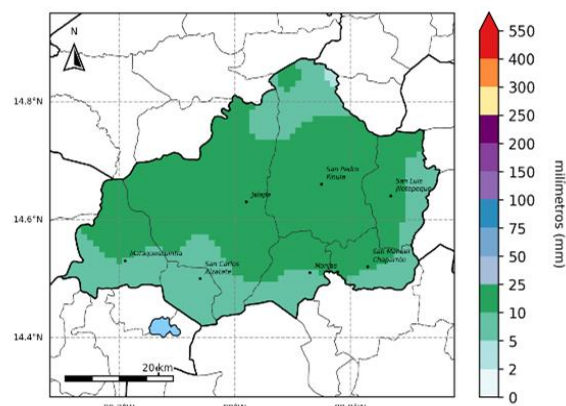 N
14.8°N
14.6°N
14.4°N
San Pedro
Pinula
San Luis
Jilotepeque
Jalapa
Mataquescuintla
San Carlos
Alzatate
Monjas
San Manuel
Chaparrón
20 km
550
400
300
250
200
150
100
75
50
25
10
5
2
0
milímetros (mm)